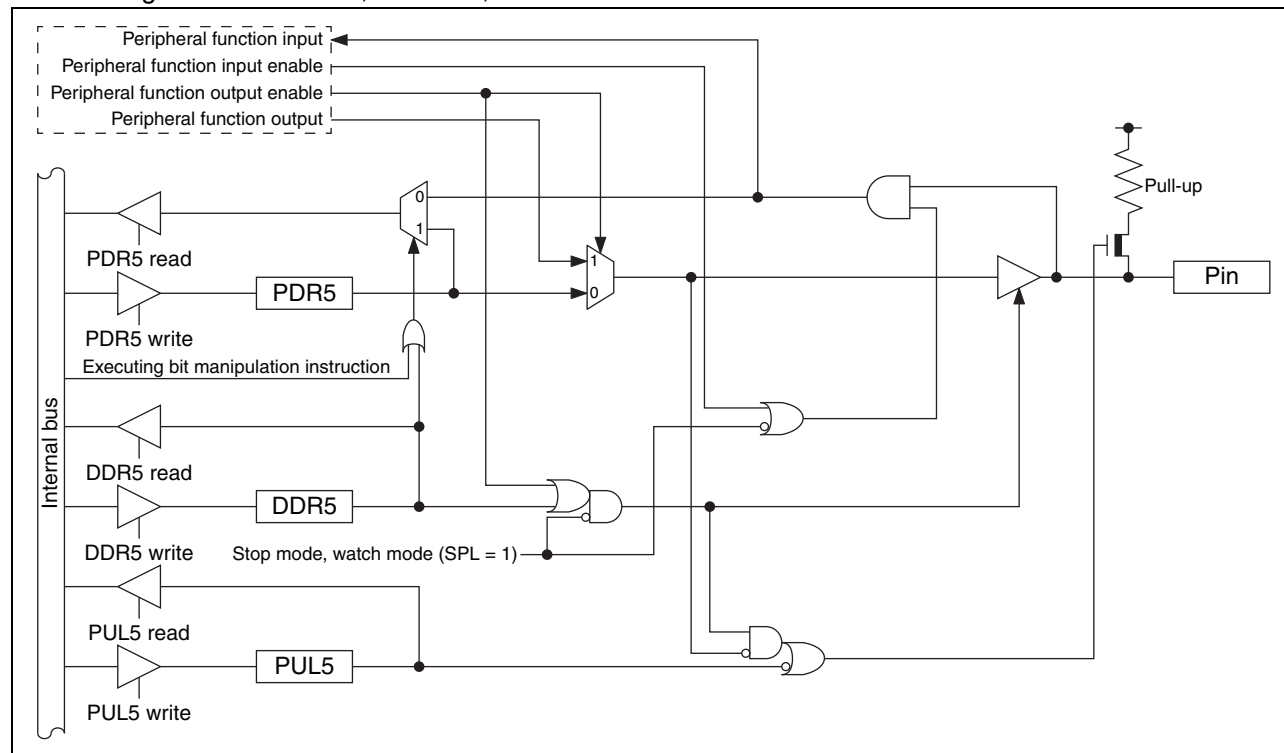 Peripheral function input
Peripheral function input enable
Peripheral function output enable
Peripheral function output
Pull-up
0
1
PDR5 read
1
0
PDR5
Pin
PDR5 write
Executing bit manipulation instruction
Internal bus
DDR5 read
DDR5
DDR5 write
Stop mode, watch mode (SPL = 1)
PUL5 read
PUL5
PUL5 write